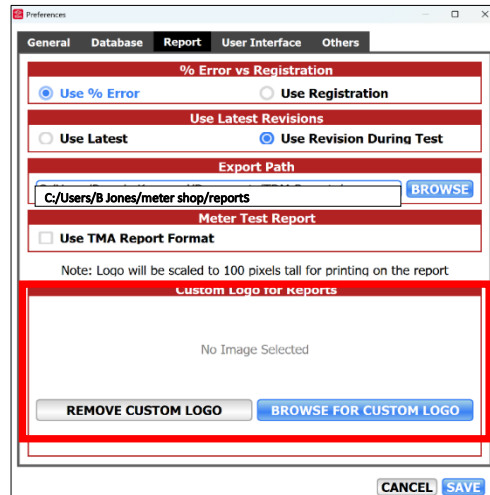 Preferences
General Database Report User Interface Others
% Error vs Registration
Use % Error Use Registration
Use Latest Revisions
Use Latest Use Revision During Test
Export Path
C:/Users/B Jones/meter shop/reports BROWSE
Meter Test Report
Use TMA Report Format
Note: Logo will be scaled to 100 pixels tall for printing on the report
Custom Logo for Reports
No Image Selected
REMOVE CUSTOM LOGO BROWSE FOR CUSTOM LOGO
CANCEL SAVE